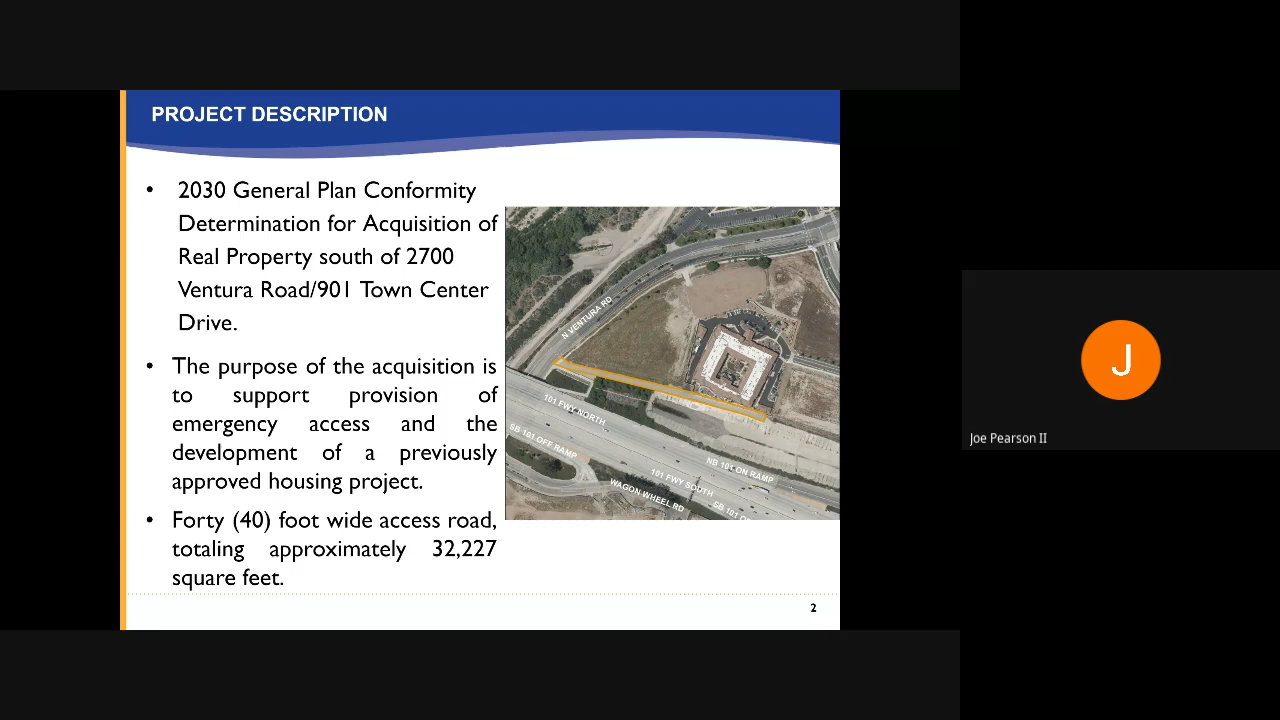 PROJECT DESCRIPTION
• 2030 General Plan Conformity
Determination for Acquisition of
Real Property south of 2700
Ventura Road/901 Town Center
Drive.
• The purpose of the acquisition is
to support provision of
emergency access and the
development of a previously
approved housing project.
• Forty (40) foot wide access road,
totaling approximately 32,227
square feet.
N VENTURA RD
101 FWY NORTH
SB 101 OFF RAMP
NB 101 ON RAMP
101 FWY SOUTH
WAGON WHEEL RD
SB 101
2
J
Joe Pearson II